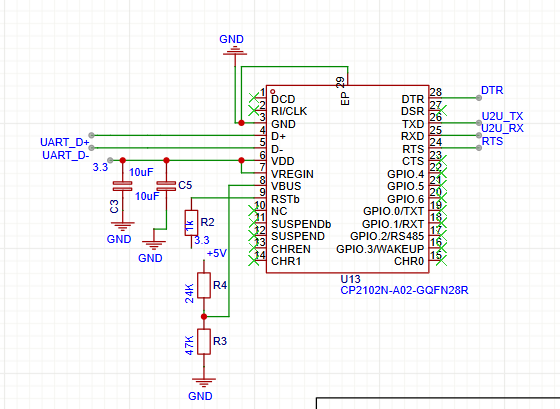 GND
EP 29
1 DCD
2 RI/CLK
3 GND
4 D+
5 D-
6 VDD
7 VREGIN
8 VBUS
9 RSTb
10 NC
11 SUSPENDb
12 SUSPEND
13 CHREN
14 CHR1
DTR 28
DSR 27
TXD 26
RXD 25
RTS 24
CTS 23
GPIO.4 22
GPIO.5 21
GPIO.6 20
GPIO.0/TXT 19
GPIO.1/RXT 18
GPIO.2/RS485 17
GPIO.3/WAKEUP 16
CHR0 15
DTR
U2U_TX
U2U_RX
RTS
UART_D+
UART_D-
3.3
10uF
10uF
C5
C3
GND
GND
R2
1k
3.3
+5V
R4
24K
R3
47K
GND
U13
CP2102N-A02-GQFN28R